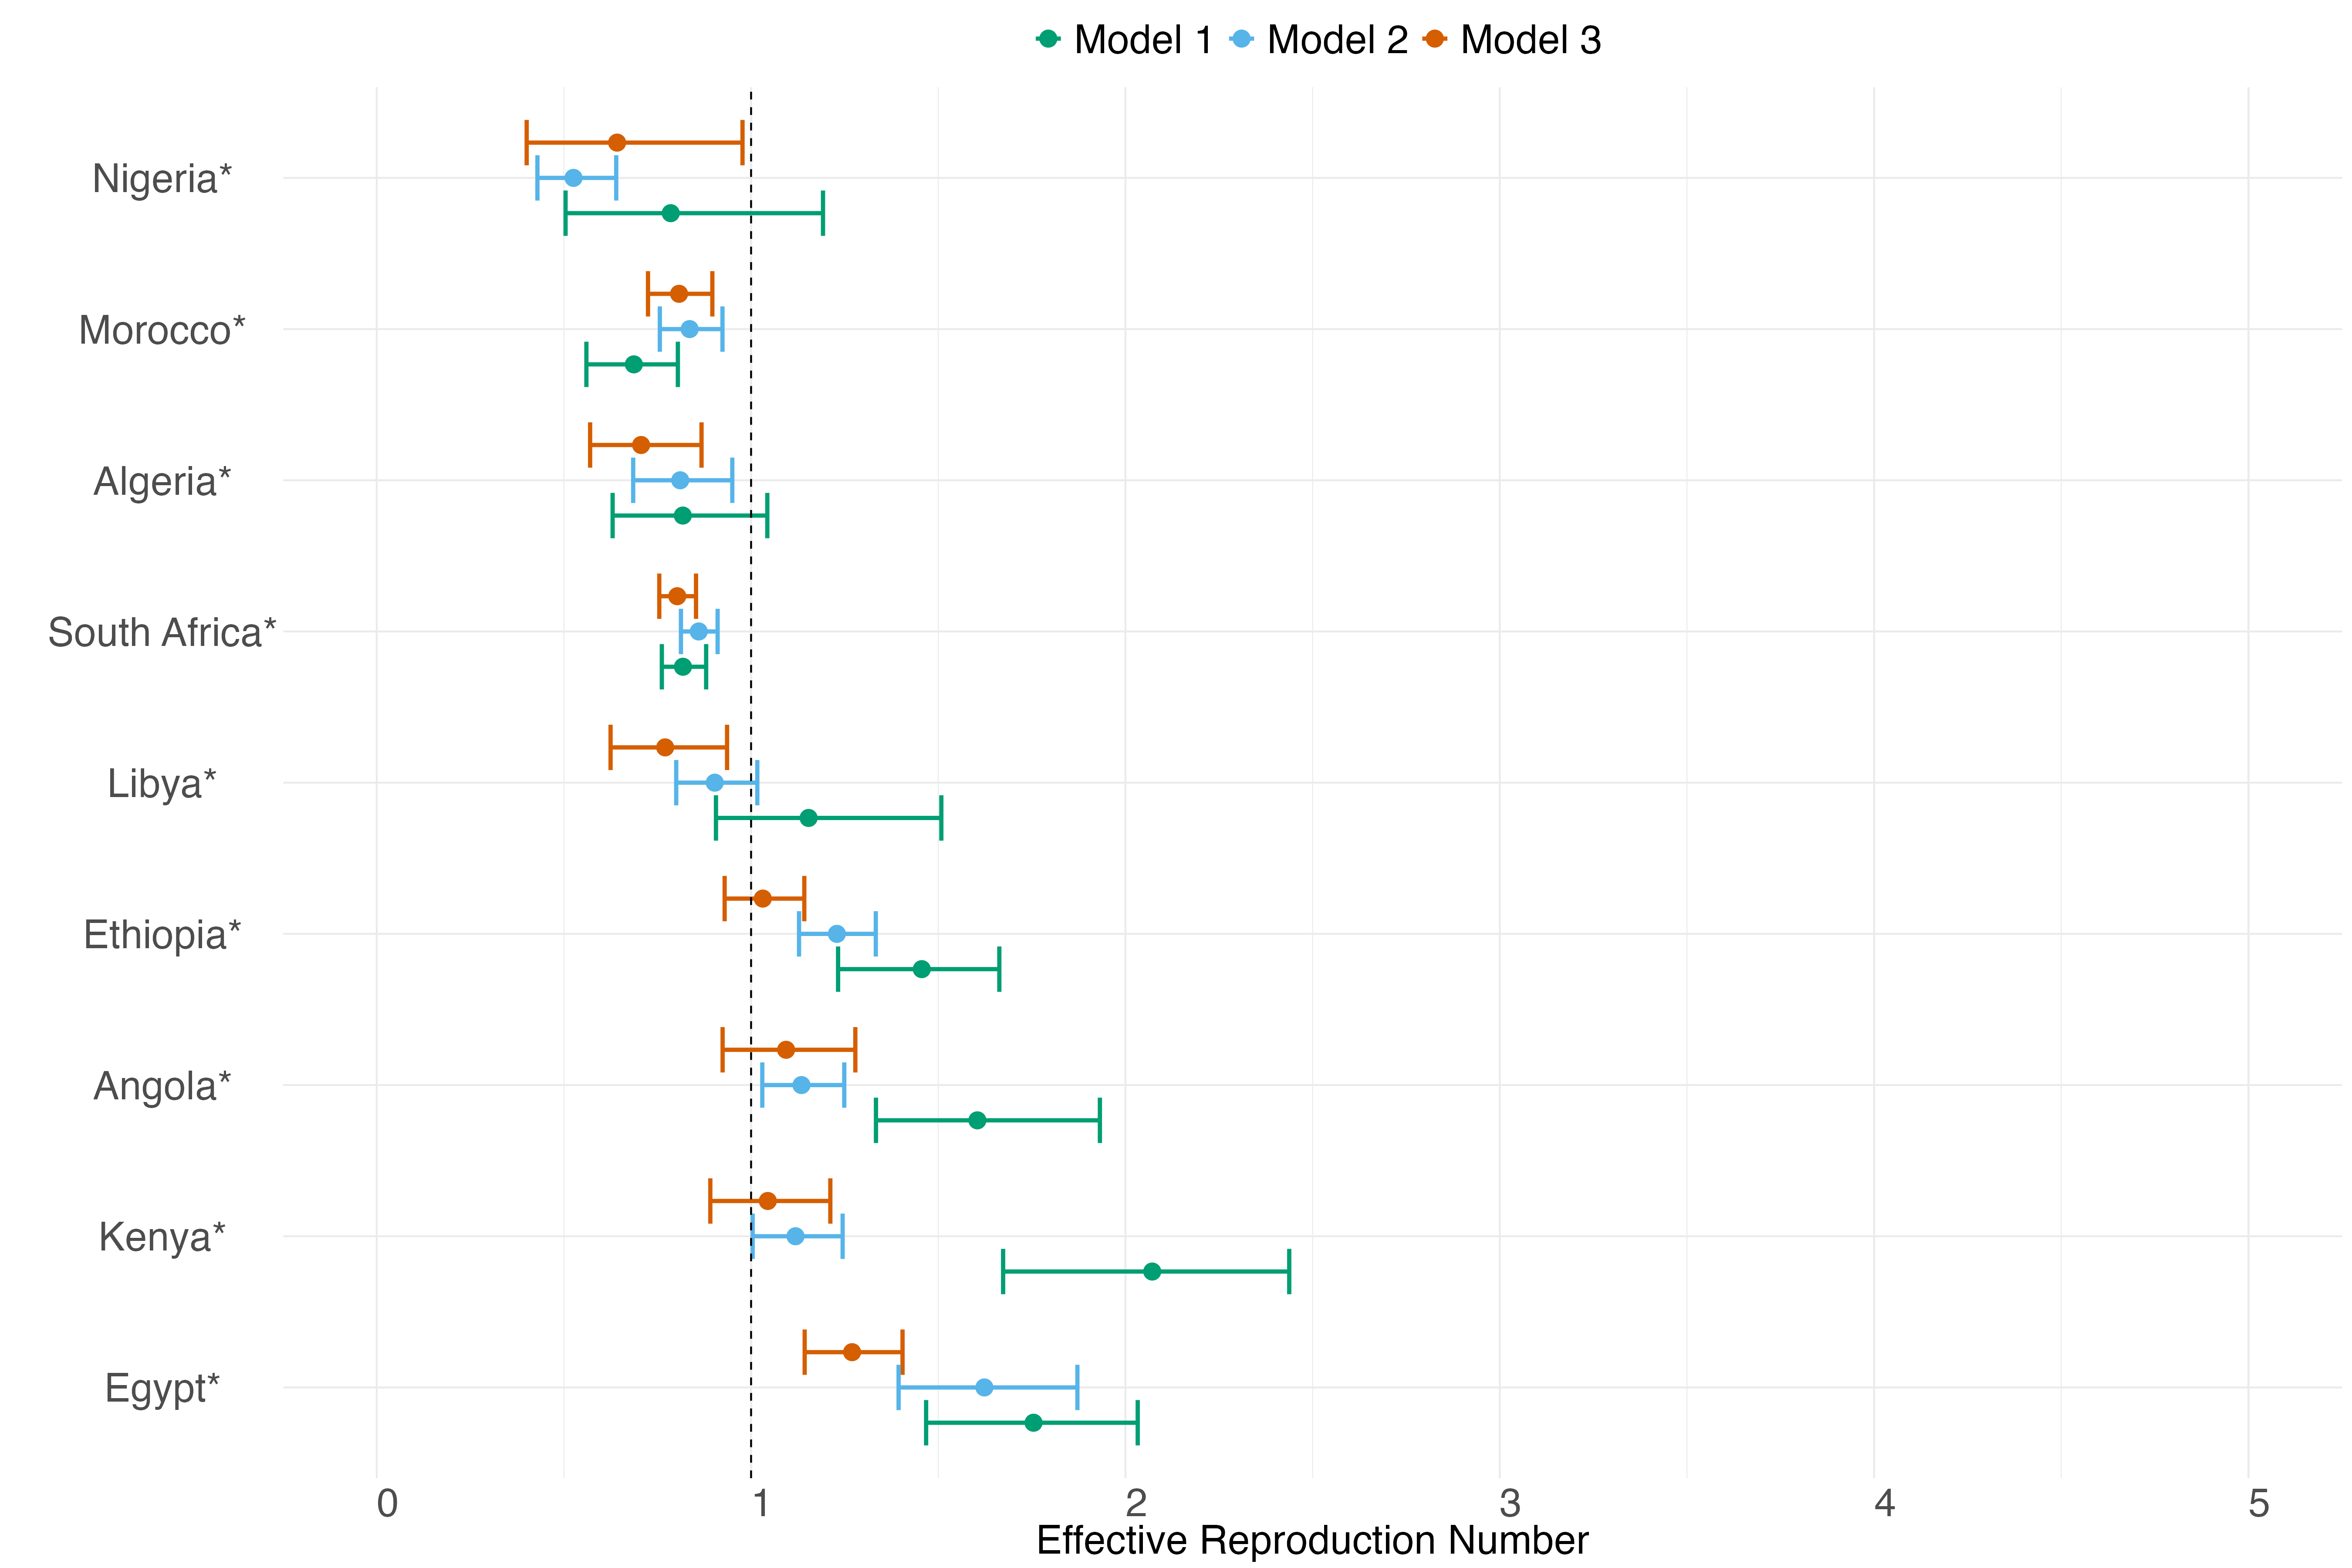 Model 1 Model 2 Model 3
Nigeria*
Morocco*
Algeria*
South Africa*
Libya*
Ethiopia*
Angola*
Kenya*
Egypt*
0 1 2 3 4 5
Effective Reproduction Number